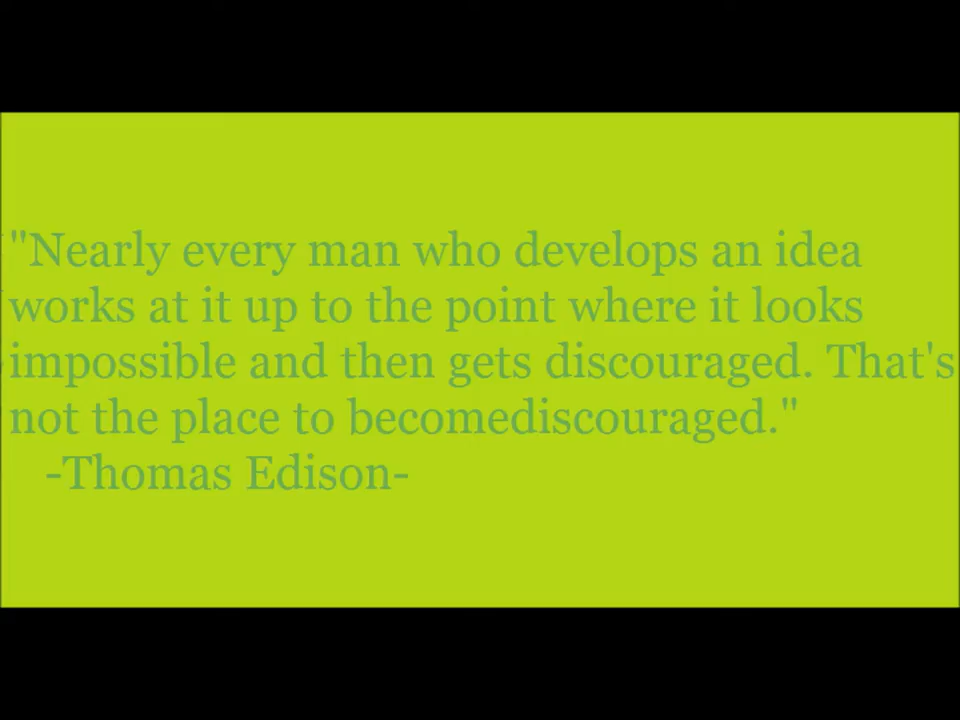 "Nearly every man who develops an idea
works at it up to the point where it looks
impossible and then gets discouraged. That's
not the place to becomediscouraged."
-Thomas Edison-